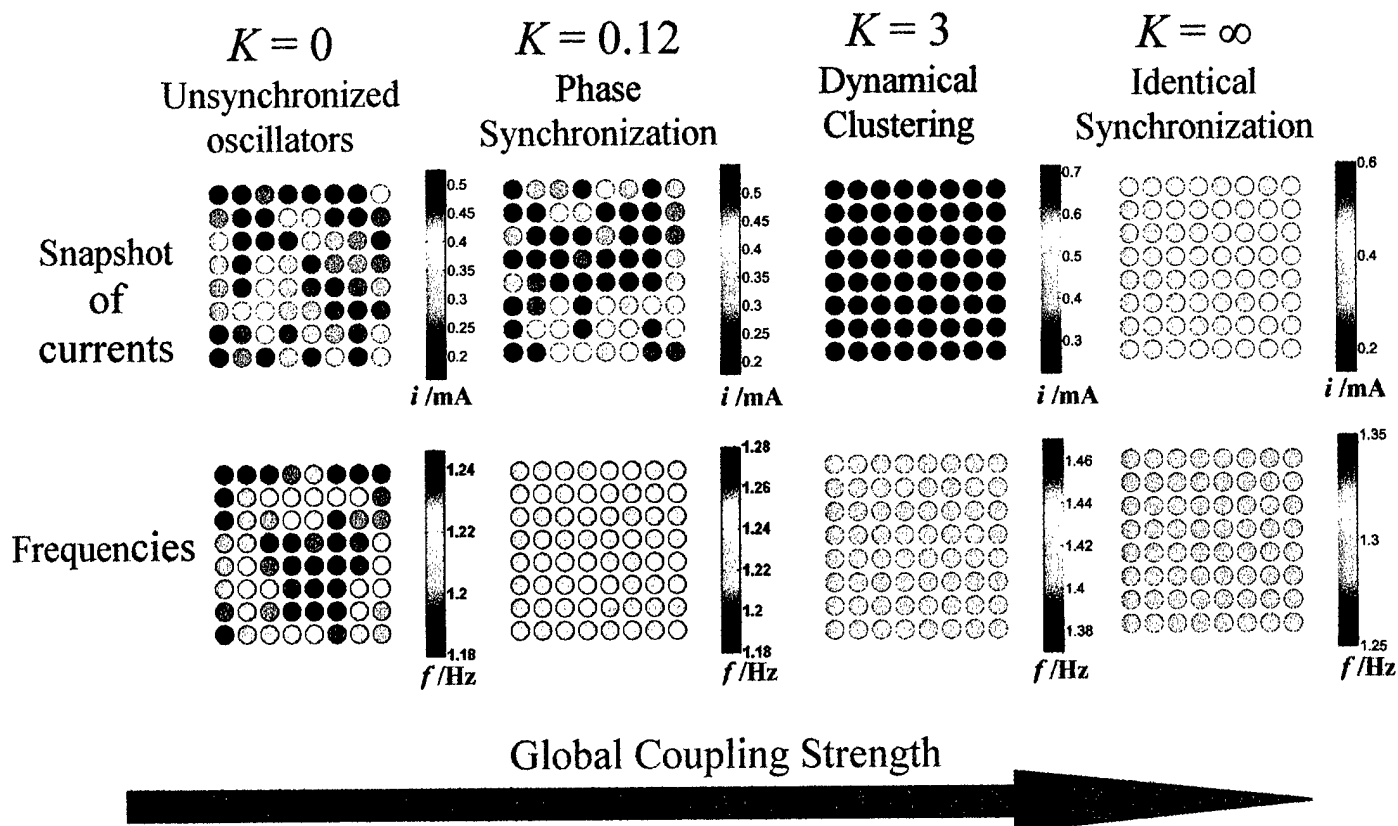 K = 0
Unsynchronized
oscillators
K = 0.12
Phase
Synchronization
K = 3
Dynamical
Clustering
K = ∞
Identical
Synchronization
Snapshot
of
currents
0.5
0.45
0.4
0.35
0.3
0.25
0.2
i /mA
0.5
0.45
0.4
0.35
0.3
0.25
0.2
i /mA
0.7
0.6
0.5
0.4
0.3
i /mA
0.6
0.4
0.2
i /mA
Frequencies
1.24
1.22
1.2
1.18
f /Hz
1.28
1.26
1.24
1.22
1.2
1.18
f /Hz
1.46
1.44
1.42
1.4
1.38
f /Hz
1.35
1.3
1.25
f /Hz
Global Coupling Strength